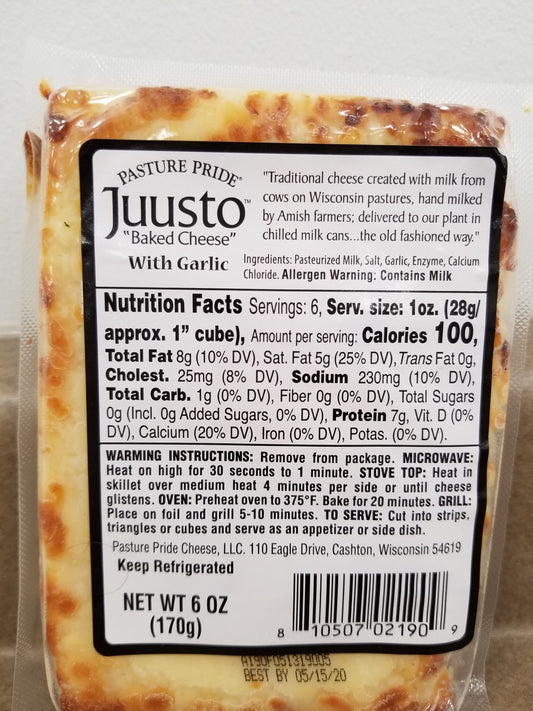 PASTURE PRIDE®
Juusto™
"Baked Cheese"
With Garlic
"Traditional cheese created with milk from
cows on Wisconsin pastures, hand milked
by Amish farmers; delivered to our plant in
chilled milk cans...the old fashioned way."
Ingredients: Pasteurized Milk, Salt, Garlic, Enzyme, Calcium
Chloride. Allergen Warning: Contains Milk
Nutrition Facts Servings: 6, Serv. size: 1oz. (28g/
approx. 1" cube), Amount per serving: Calories 100,
Total Fat 8g (10% DV), Sat. Fat 5g (25% DV), Trans Fat 0g,
Cholest. 25mg (8% DV), Sodium 230mg (10% DV),
Total Carb. 1g (0% DV), Fiber 0g (0% DV), Total Sugars
0g (Incl. 0g Added Sugars, 0% DV), Protein 7g, Vit. D (0%
DV), Calcium (20% DV), Iron (0% DV), Potas. (0% DV).
WARMING INSTRUCTIONS: Remove from package. MICROWAVE:
Heat on high for 30 seconds to 1 minute. STOVE TOP: Heat in
skillet over medium heat 4 minutes per side or until cheese
glistens. OVEN: Preheat oven to 375°F. Bake for 20 minutes. GRILL:
Place on foil and grill 5-10 minutes. TO SERVE: Cut into strips,
triangles or cubes and serve as an appetizer or side dish.
Pasture Pride Cheese, LLC. 110 Eagle Drive, Cashton, Wisconsin 54619
Keep Refrigerated
NET WT 6 OZ
(170g)
8 10507 02190 9
A190F051319005
BEST BY 05/15/20